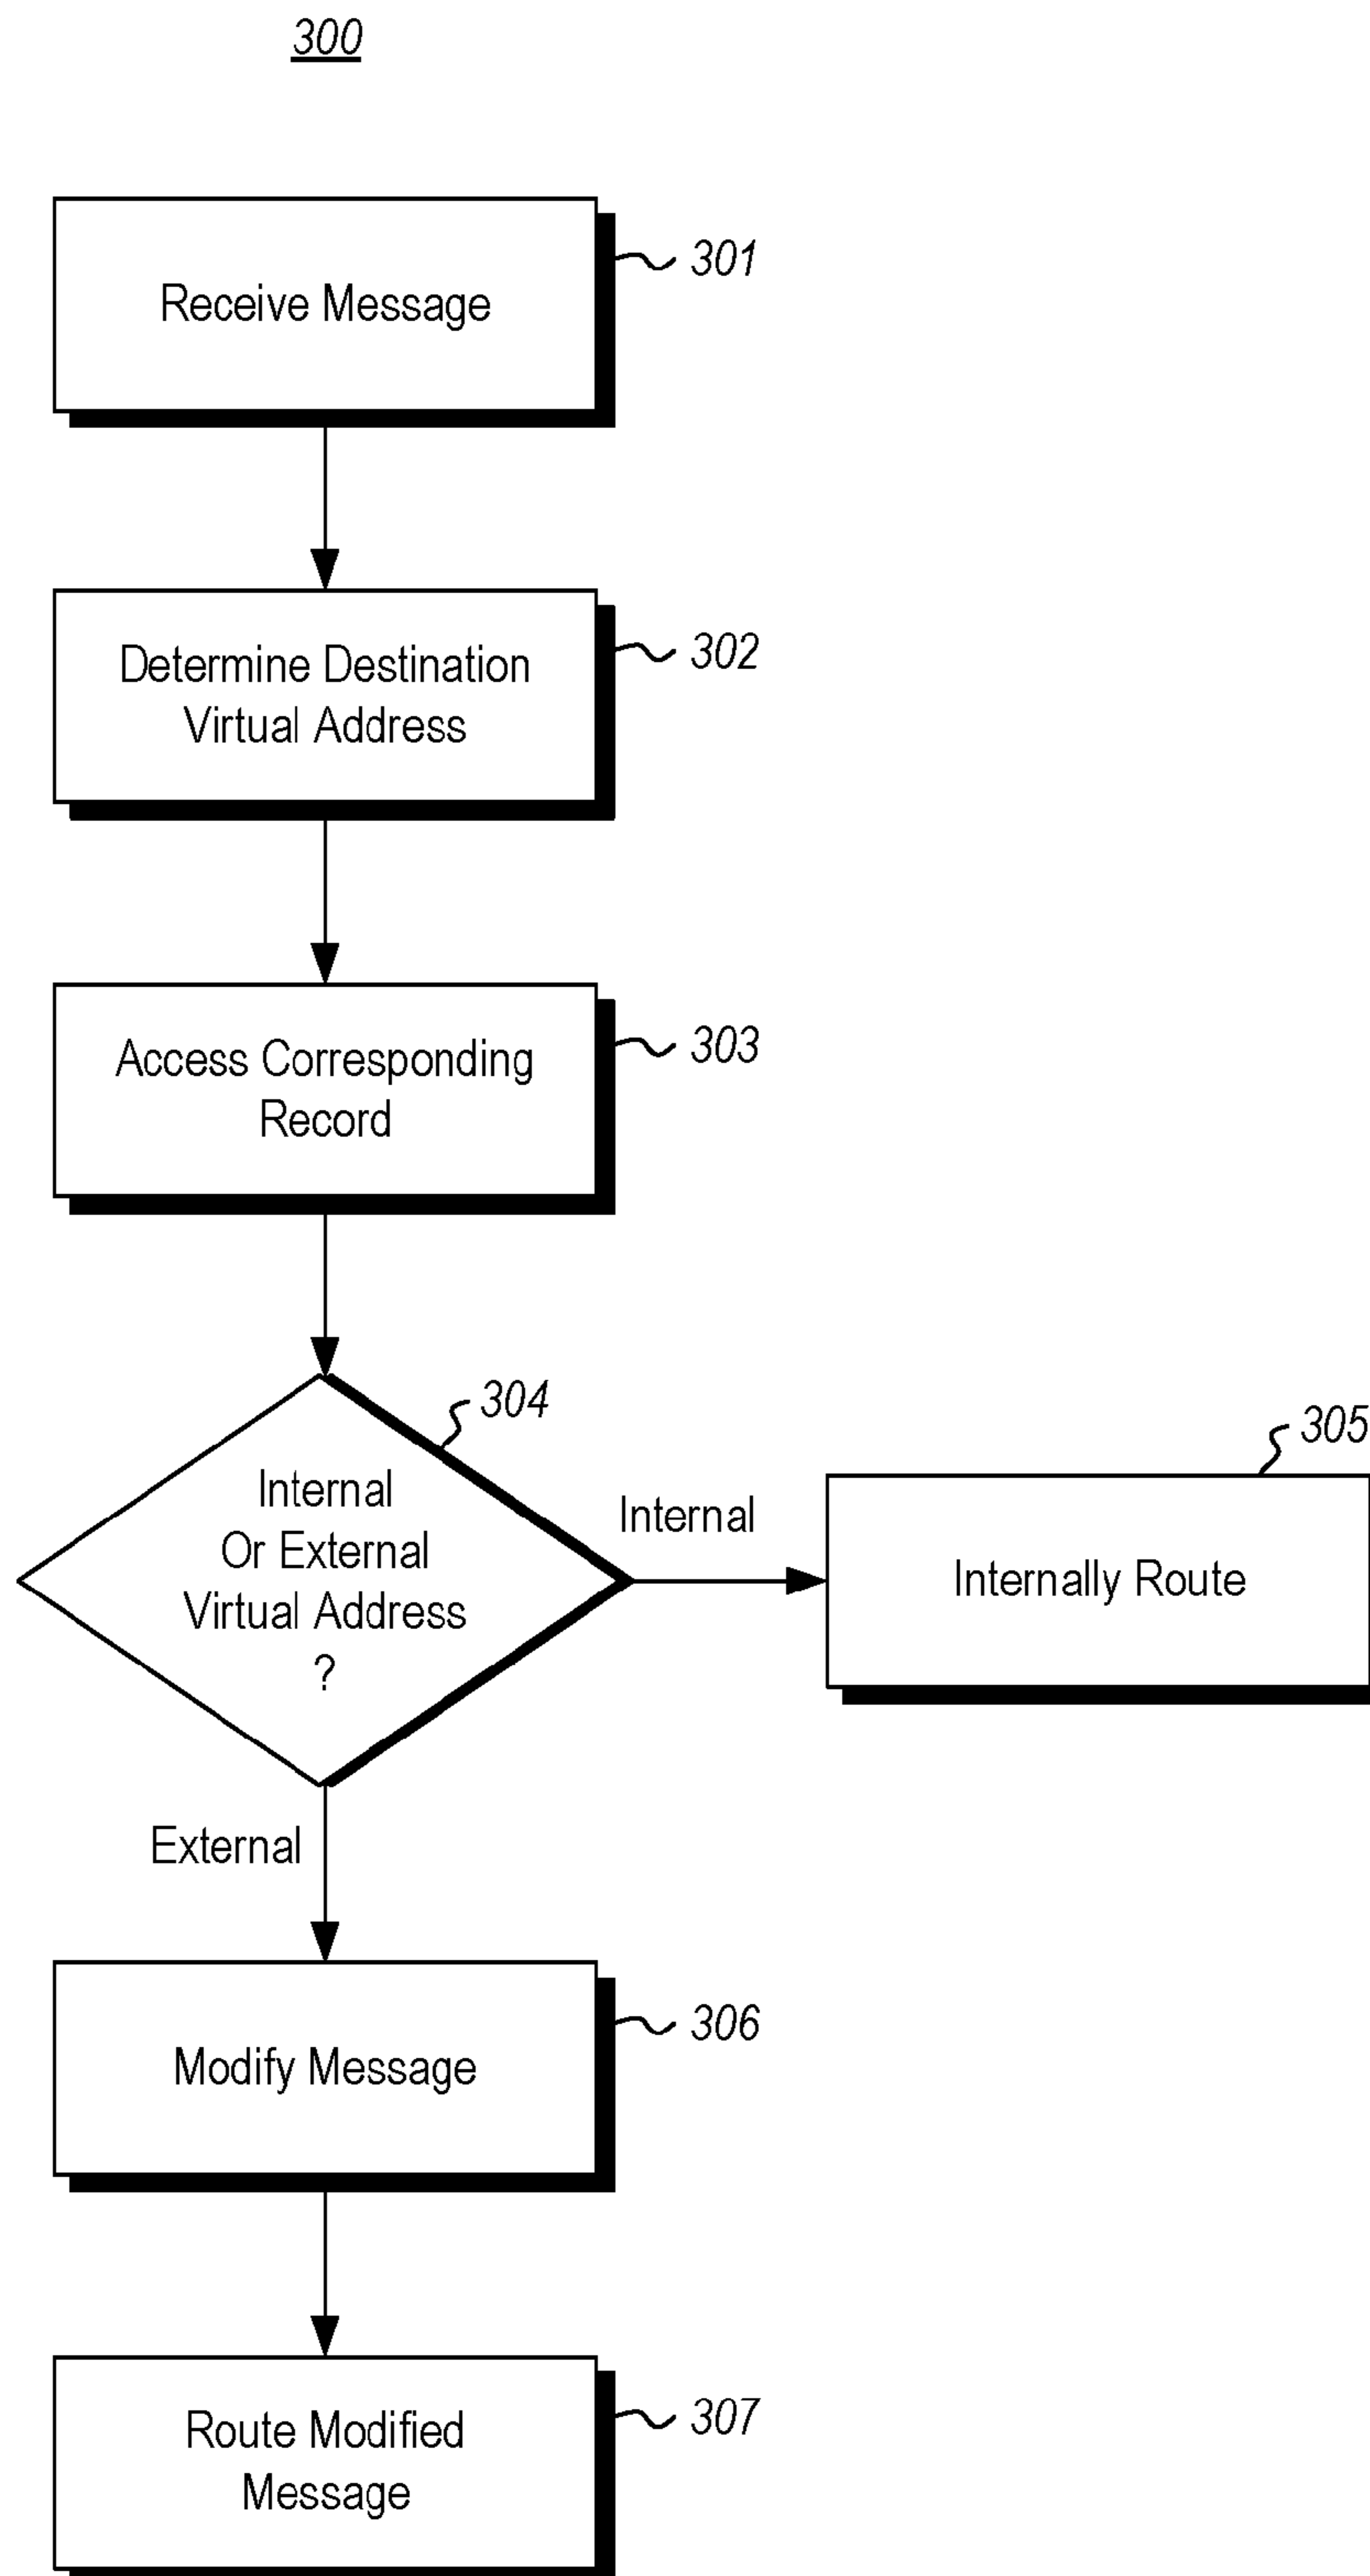 300
Receive Message
301
Determine Destination
Virtual Address
302
Access Corresponding
Record
303
304
Internal
Or External
Virtual Address
?
Internal
305
Internally Route
External
Modify Message
306
Route Modified
Message
307